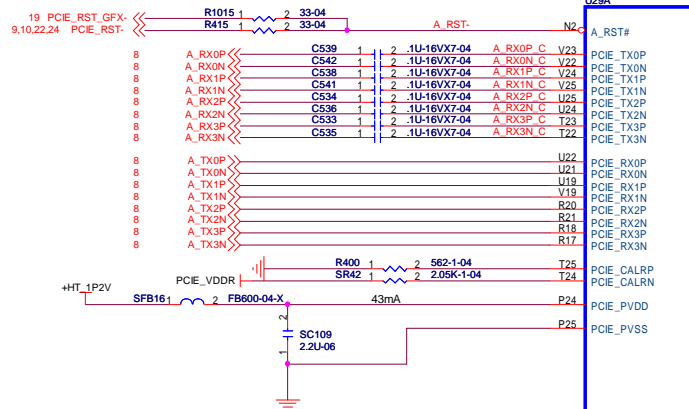 U29A
19 PCIE_RST_GFX- R1015 1 2 33-04
9,10,22,24 PCIE_RST- R415 1 2 33-04 A_RST- N2 A_RST#
8 A_RX0P C539 1 2 .1U-16VX7-04 A_RX0P_C V23 PCIE_TX0P
8 A_RX0N C542 1 2 .1U-16VX7-04 A_RX0N_C V22 PCIE_TX0N
8 A_RX1P C538 1 2 .1U-16VX7-04 A_RX1P_C V24 PCIE_TX1P
8 A_RX1N C541 1 2 .1U-16VX7-04 A_RX1N_C V25 PCIE_TX1N
8 A_RX2P C534 1 2 .1U-16VX7-04 A_RX2P_C U25 PCIE_TX2P
8 A_RX2N C536 1 2 .1U-16VX7-04 A_RX2N_C U24 PCIE_TX2N
8 A_RX3P C533 1 2 .1U-16VX7-04 A_RX3P_C T23 PCIE_TX3P
8 A_RX3N C535 1 2 .1U-16VX7-04 A_RX3N_C T22 PCIE_TX3N
8 A_TX0P U22 PCIE_RX0P
8 A_TX0N U21 PCIE_RX0N
8 A_TX1P U19 PCIE_RX1P
8 A_TX1N V19 PCIE_RX1N
8 A_TX2P R20 PCIE_RX2P
8 A_TX2N R21 PCIE_RX2N
8 A_TX3P R18 PCIE_RX3P
8 A_TX3N R17 PCIE_RX3N
R400 1 2 562-1-04 T25 PCIE_CALRP
PCIE_VDDR SR42 1 2 2.05K-1-04 T24 PCIE_CALRN
+HT_1P2V
SFB16 1 2 FB600-04-X 43mA P24 PCIE_PVDD
2 P25 PCIE_PVSS
SC109
2.2U-06
1